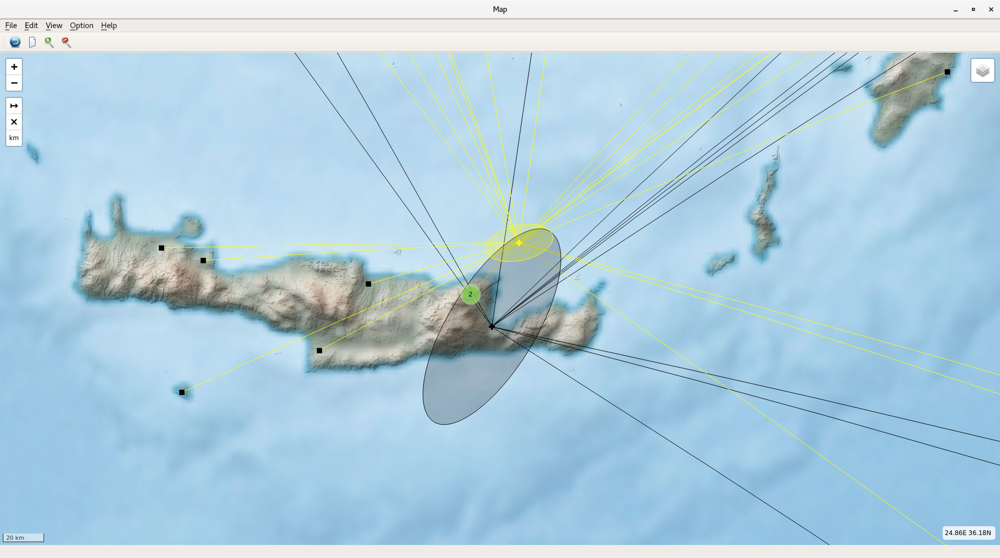 Map
File Edit View Option Help
+
−
↦
×
km
2
20 km
24.86E 36.18N